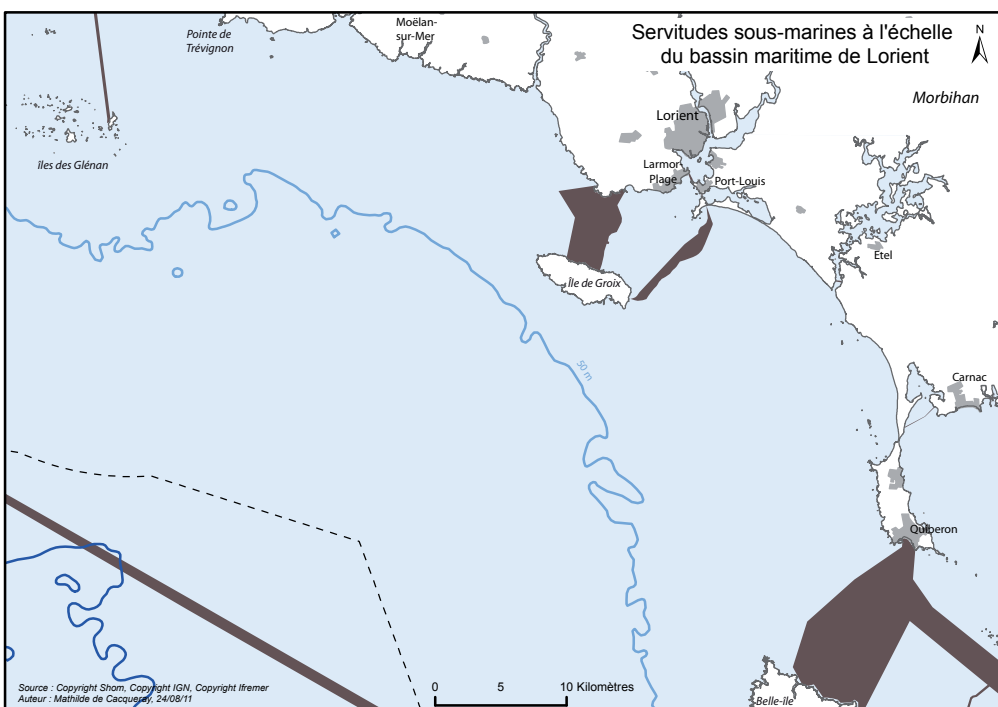 Servitudes sous-marines à l'échelle
du bassin maritime de Lorient
N
Morbihan
Moëlan-
sur-Mer
Pointe de
Trévignon
îles des Glénan
Lorient
Larmor-
Plage
Port-Louis
Etel
Île de Groix
50 m
Carnac
Quiberon
Belle-île
0 5 10 Kilomètres
Source : Copyright Shom, Copyright IGN, Copyright Ifremer
Auteur : Mathilde de Cacqueray, 24/08/11